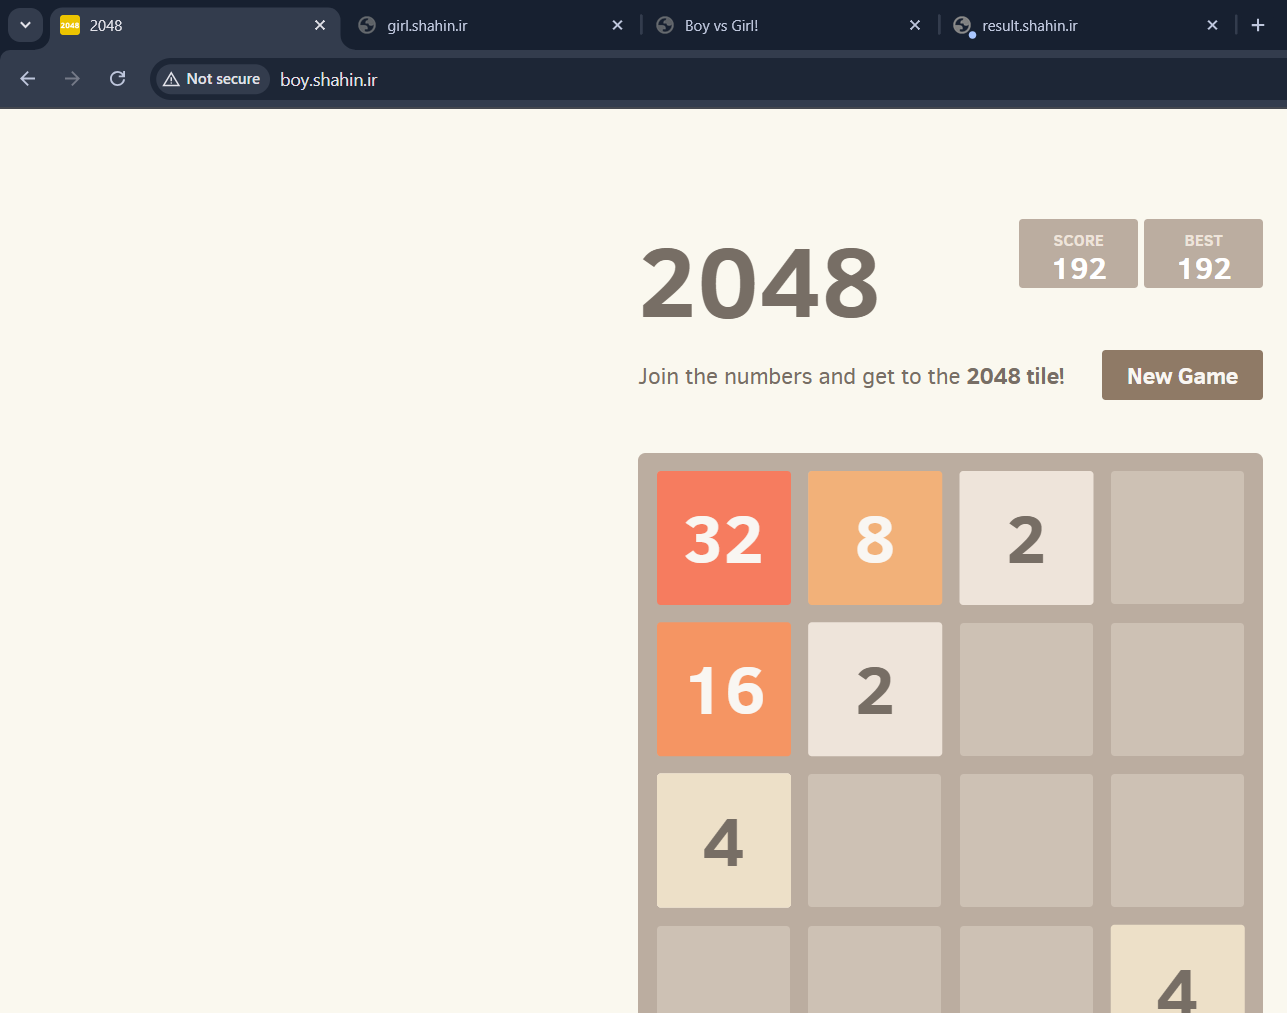 2048
girl.shahin.ir
Boy vs Girl!
result.shahin.ir
Not secure
boy.shahin.ir
2048
SCORE
192
BEST
192
Join the numbers and get to the 2048 tile!
New Game
32 8 2
16 2
4
4